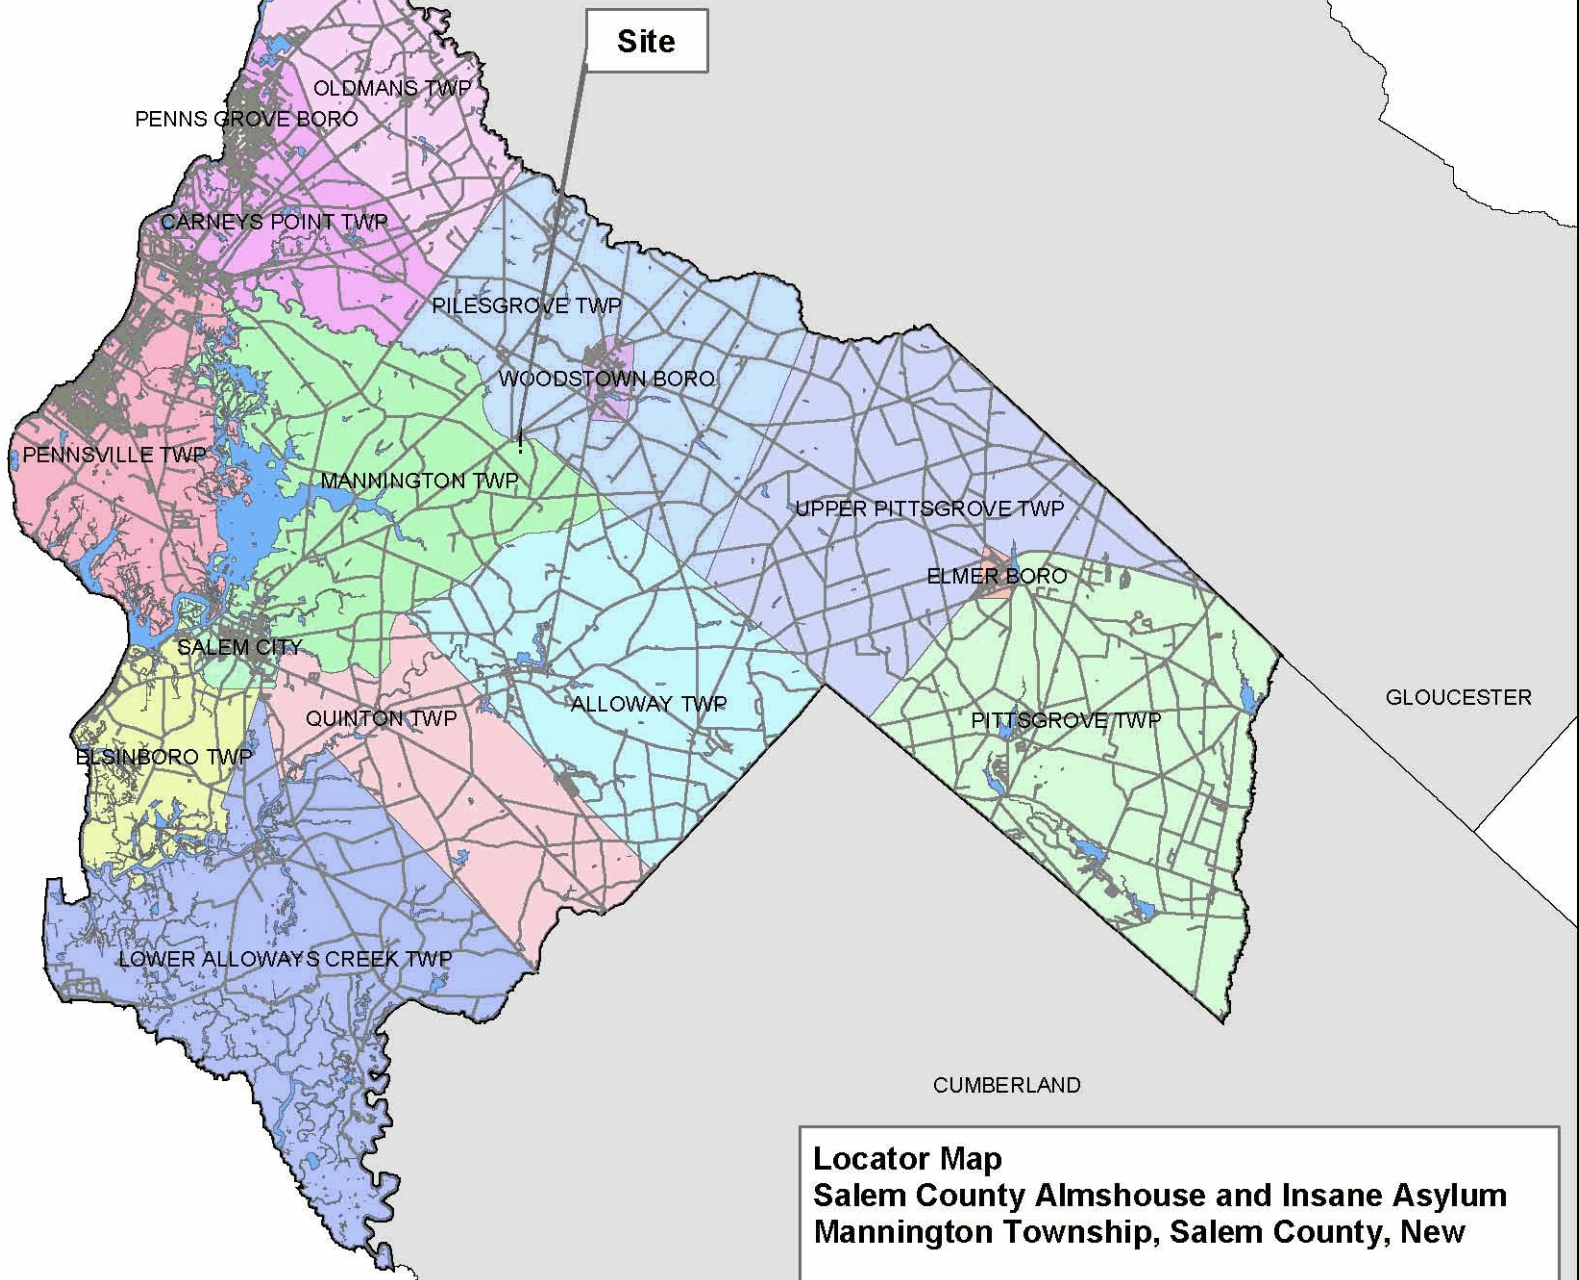 Site
OLDMANS TWP
PENNS GROVE BORO
CARNEYS POINT TWP
PILESGROVE TWP
WOODSTOWN BORO
PENNSVILLE TWP
MANNINGTON TWP
UPPER PITTSGROVE TWP
ELMER BORO
SALEM CITY
GLOUCESTER
ALLOWAY TWP
QUINTON TWP
PITTSGROVE TWP
ELSINBORO TWP
LOWER ALLOWAYS CREEK TWP
CUMBERLAND
Locator Map
Salem County Almshouse and Insane Asylum
Mannington Township, Salem County, New